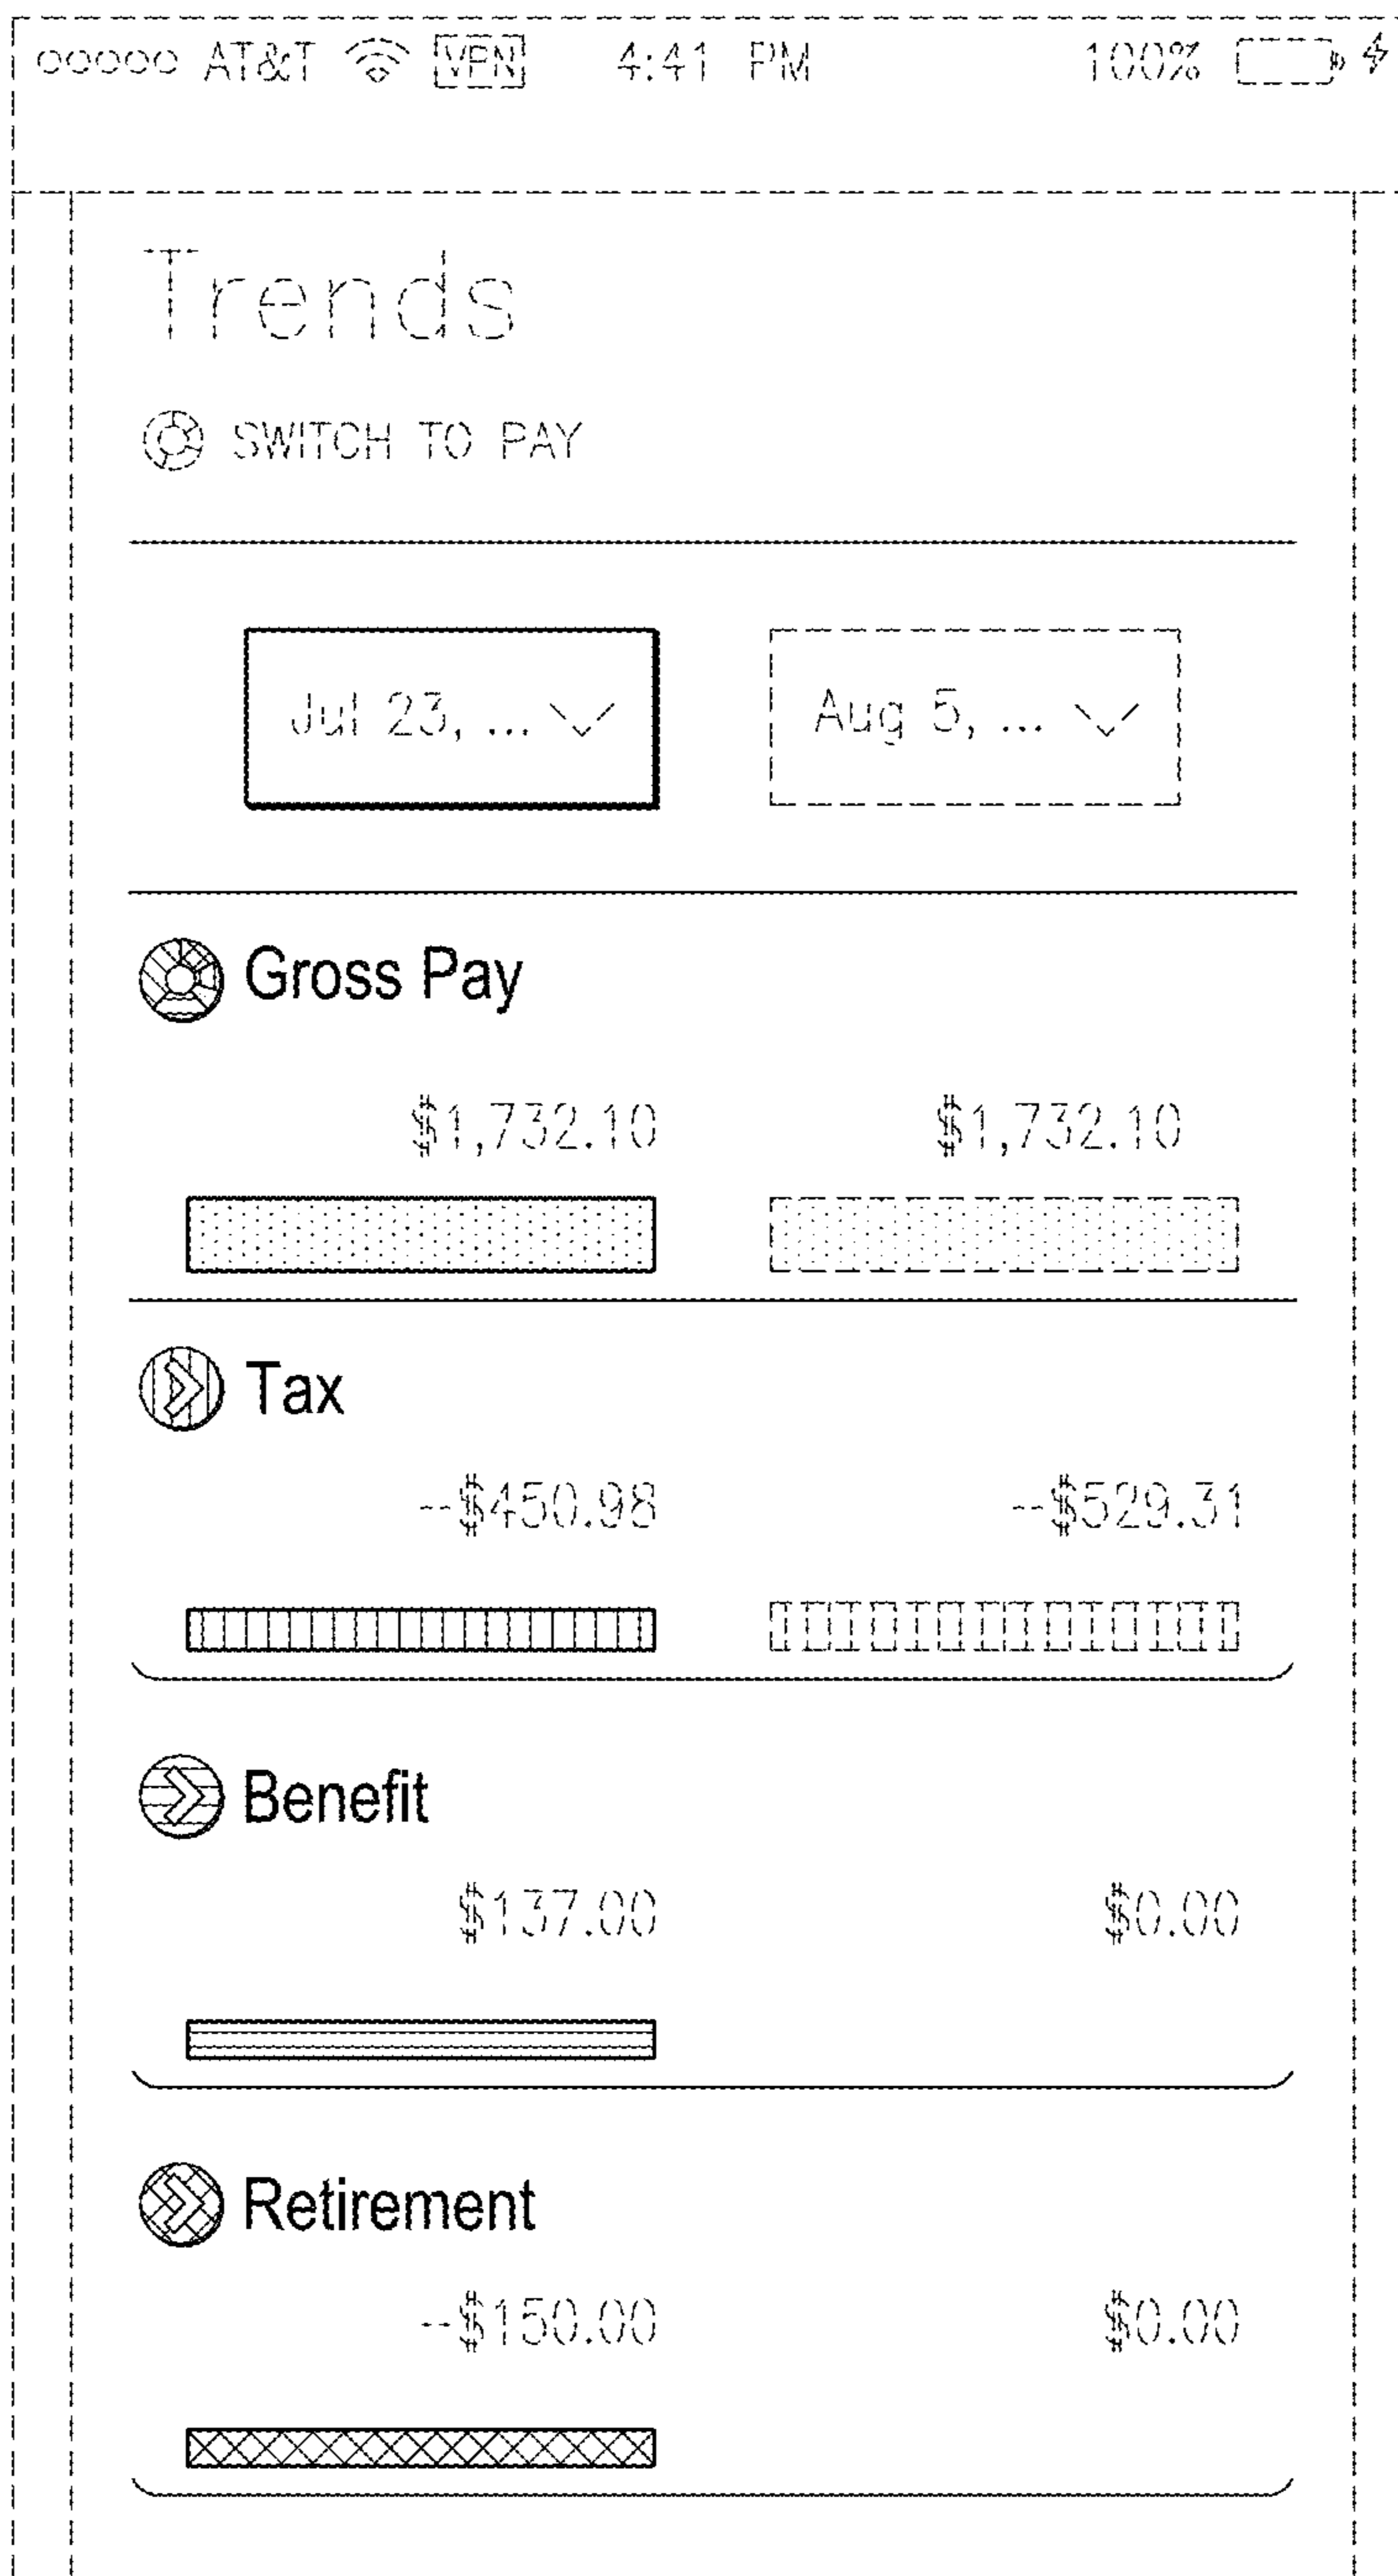 AT&T VPN 4:41 PM 100%
Trends
SWITCH TO PAY
Jul 23, ... Aug 5, ...
Gross Pay
$1,732.10 $1,732.10
Tax
--$450.98 --$529.31
Benefit
$137.00 $0.00
Retirement
--$150.00 $0.00